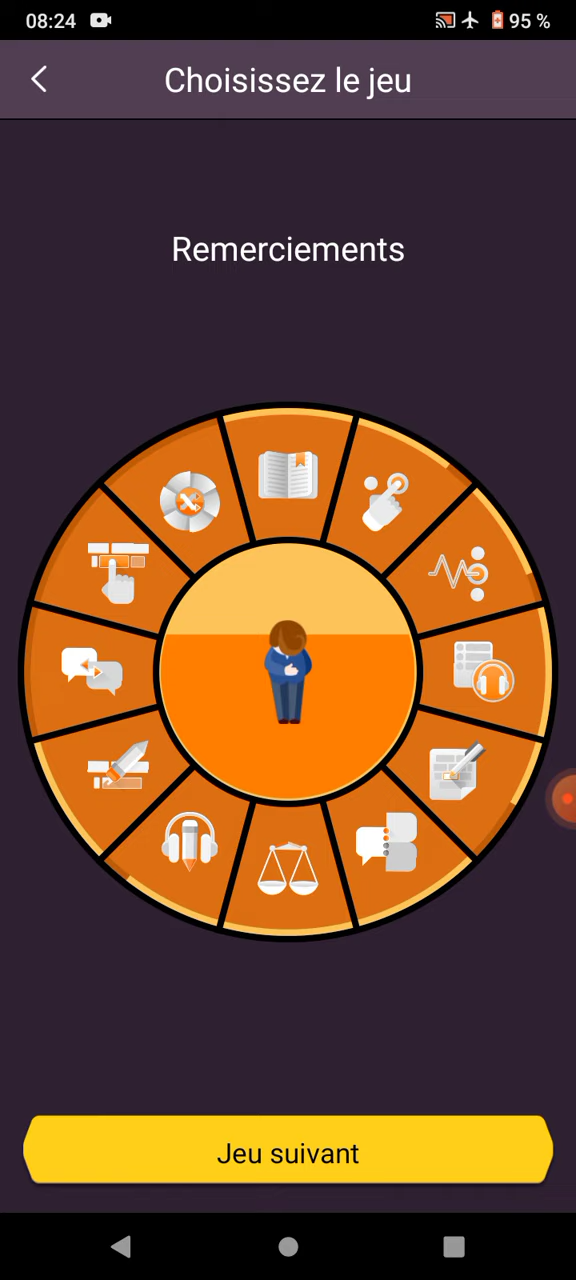 08:24
95 %
Choisissez le jeu
Remerciements
Jeu suivant